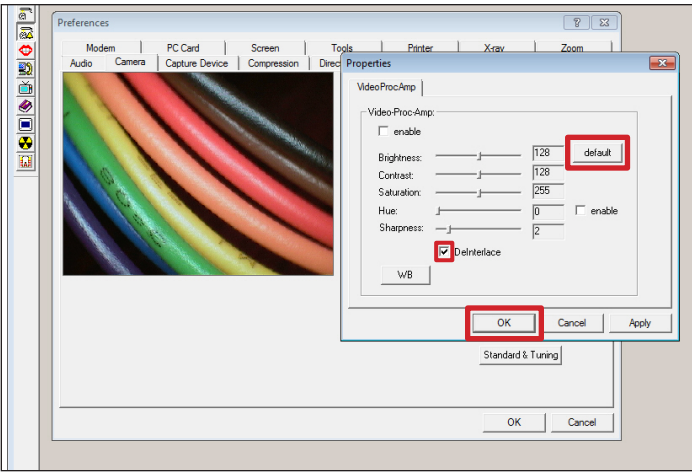 Preferences
Modem PC Card Screen Tools Printer X-ray Zoom
Audio Camera Capture Device Compression Direc
Properties
VideoProcAmp
Video-Proc-Amp:
enable
Brightness: 128 default
Contrast: 128
Saturation: 255
Hue: 0 enable
Sharpness: 2
DeInterlace
WB
OK Cancel Apply
Standard & Tuning
OK Cancel